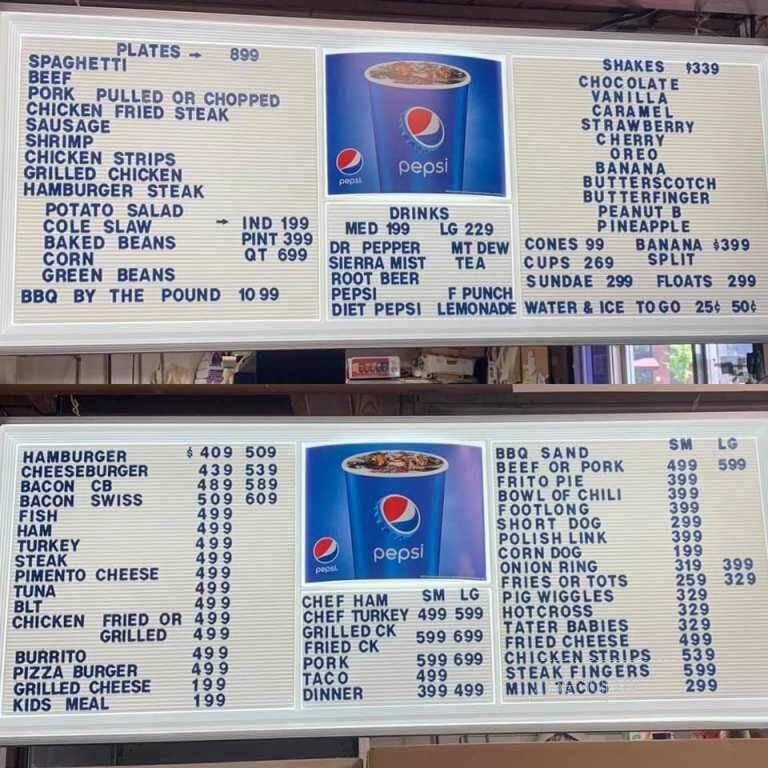 PLATES → 899
SPAGHETTI
BEEF
PORK PULLED OR CHOPPED
CHICKEN FRIED STEAK
SAUSAGE
SHRIMP
CHICKEN STRIPS
GRILLED CHICKEN
HAMBURGER STEAK
POTATO SALAD
COLE SLAW → IND 199
BAKED BEANS PINT 399
CORN QT 699
GREEN BEANS
BBQ BY THE POUND 1099
pepsi
pepsi
DRINKS
MED 199 LG 229
DR PEPPER MT DEW
SIERRA MIST TEA
ROOT BEER
PEPSI F PUNCH
DIET PEPSI LEMONADE
SHAKES $339
CHOCOLATE
VANILLA
CARAMEL
STRAWBERRY
CHERRY
OREO
BANANA
BUTTERSCOTCH
BUTTERFINGER
PEANUT B
PINEAPPLE
CONES 99 BANANA $399
CUPS 269 SPLIT
SUNDAE 299 FLOATS 299
WATER & ICE TO GO 25¢ 50¢
HAMBURGER $ 409 509
CHEESEBURGER 439 539
BACON CB 489 589
BACON SWISS 509 609
FISH 499
HAM 499
TURKEY 499
STEAK 499
PIMENTO CHEESE 499
TUNA 499
BLT 499
CHICKEN FRIED OR 499
GRILLED 499
BURRITO 499
PIZZA BURGER 499
GRILLED CHEESE 199
KIDS MEAL 199
pepsi
pepsi
CHEF HAM SM LG
CHEF TURKEY 499 599
GRILLED CK 599 699
FRIED CK
PORK 599 699
TACO 499
DINNER 399 499
SM LG
BBQ SAND
BEEF OR PORK 499 599
FRITO PIE 399
BOWL OF CHILI 399
FOOTLONG 399
SHORT DOG 299
POLISH LINK 399
CORN DOG 199
ONION RING 319 399
FRIES OR TOTS 259 329
PIG WIGGLES 329
HOTCROSS 329
TATER BABIES 329
FRIED CHEESE 499
CHICKEN STRIPS 539
STEAK FINGERS 599
MINI TACOS 299